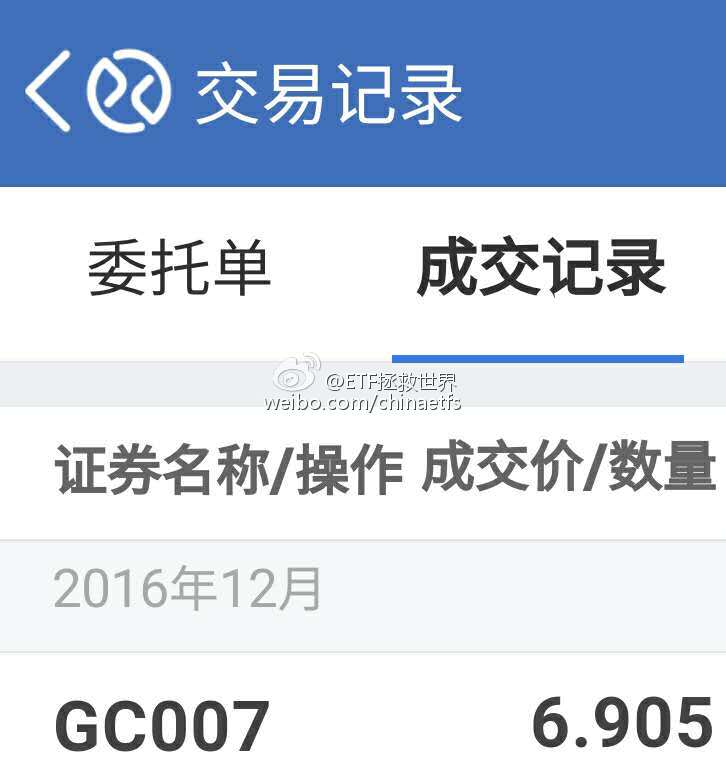 交易记录
委托单 成交记录
@ETF拯救世界
weibo.com/chinaetfs
证券名称/操作 成交价/数量
2016年12月
GC007 6.905